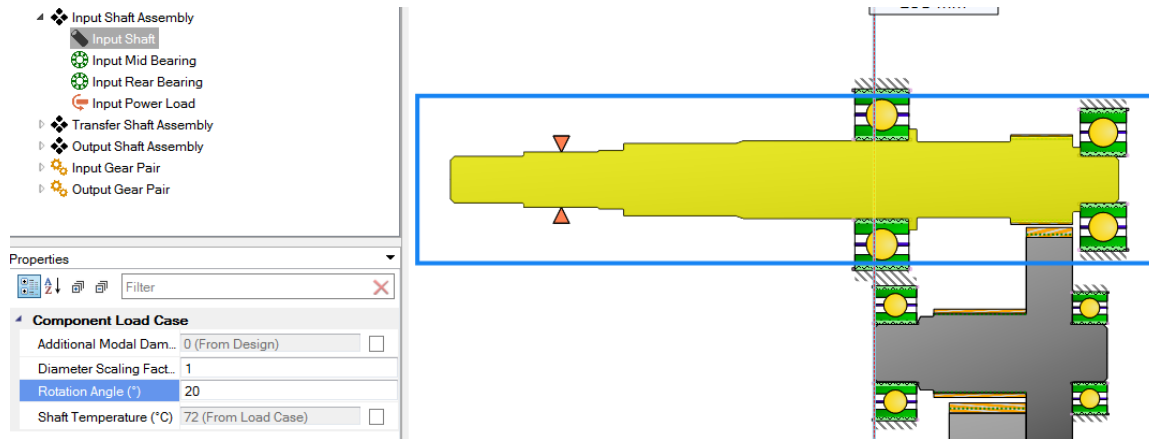 Input Shaft Assembly
Input Shaft
Input Mid Bearing
Input Rear Bearing
Input Power Load
Transfer Shaft Assembly
Output Shaft Assembly
Input Gear Pair
Output Gear Pair
Properties
Filter
Component Load Case
Additional Modal Dam... 0 (From Design)
Diameter Scaling Fact... 1
Rotation Angle (°) 20
Shaft Temperature (°C) 72 (From Load Case)